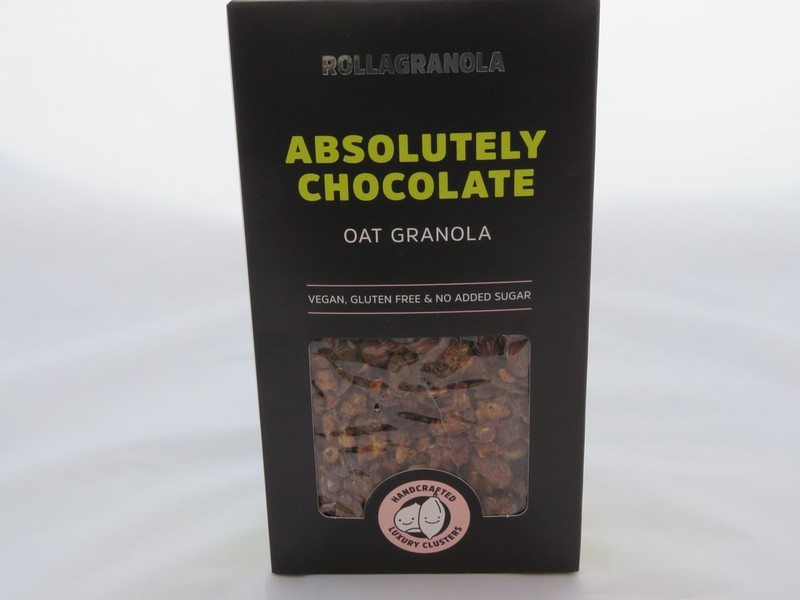 ROLLAGRANOLA
ABSOLUTELY
CHOCOLATE
OAT GRANOLA
VEGAN, GLUTEN FREE & NO ADDED SUGAR
HANDCRAFTED
LUXURY CLUSTERS